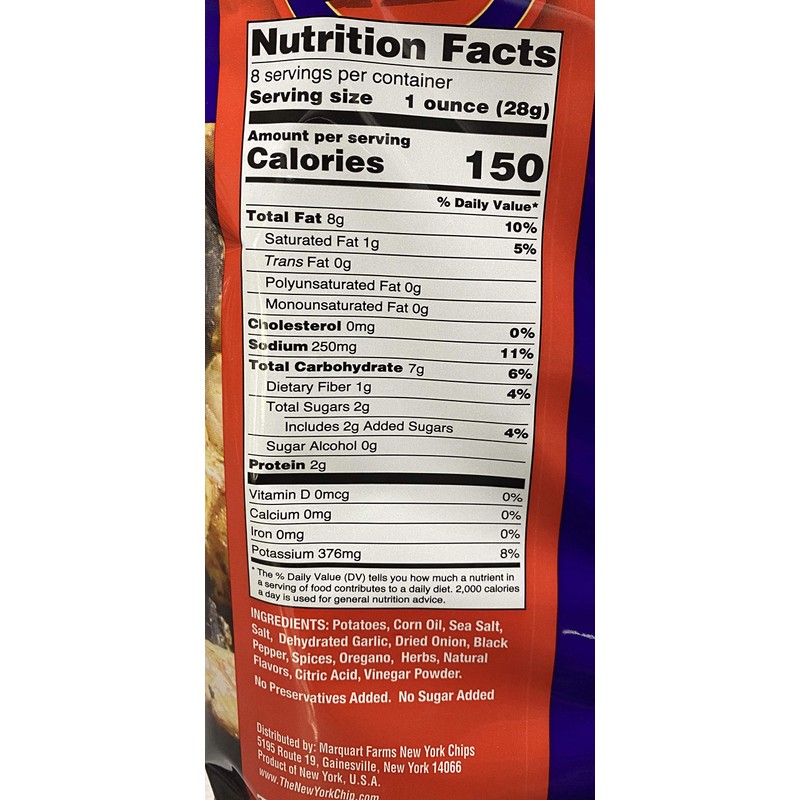 Nutrition Facts
8 servings per container
Serving size 1 ounce (28g)
Amount per serving
Calories 150
% Daily Value*
Total Fat 8g 10%
Saturated Fat 1g 5%
Trans Fat 0g
Polyunsaturated Fat 0g
Monounsaturated Fat 0g
Cholesterol 0mg 0%
Sodium 250mg 11%
Total Carbohydrate 7g 6%
Dietary Fiber 1g 4%
Total Sugars 2g
Includes 2g Added Sugars 4%
Sugar Alcohol 0g
Protein 2g
Vitamin D 0mcg 0%
Calcium 0mg 0%
Iron 0mg 0%
Potassium 376mg 8%
* The % Daily Value (DV) tells you how much a nutrient in
a serving of food contributes to a daily diet. 2,000 calories
a day is used for general nutrition advice.
INGREDIENTS: Potatoes, Corn Oil, Sea Salt,
Salt, Dehydrated Garlic, Dried Onion, Black
Pepper, Spices, Oregano, Herbs, Natural
Flavors, Citric Acid, Vinegar Powder.
No Preservatives Added. No Sugar Added
Distributed by: Marquart Farms New York Chips
5195 Route 19, Gainesville, New York 14066
Product of New York, U.S.A.
www.TheNewYorkChip.com